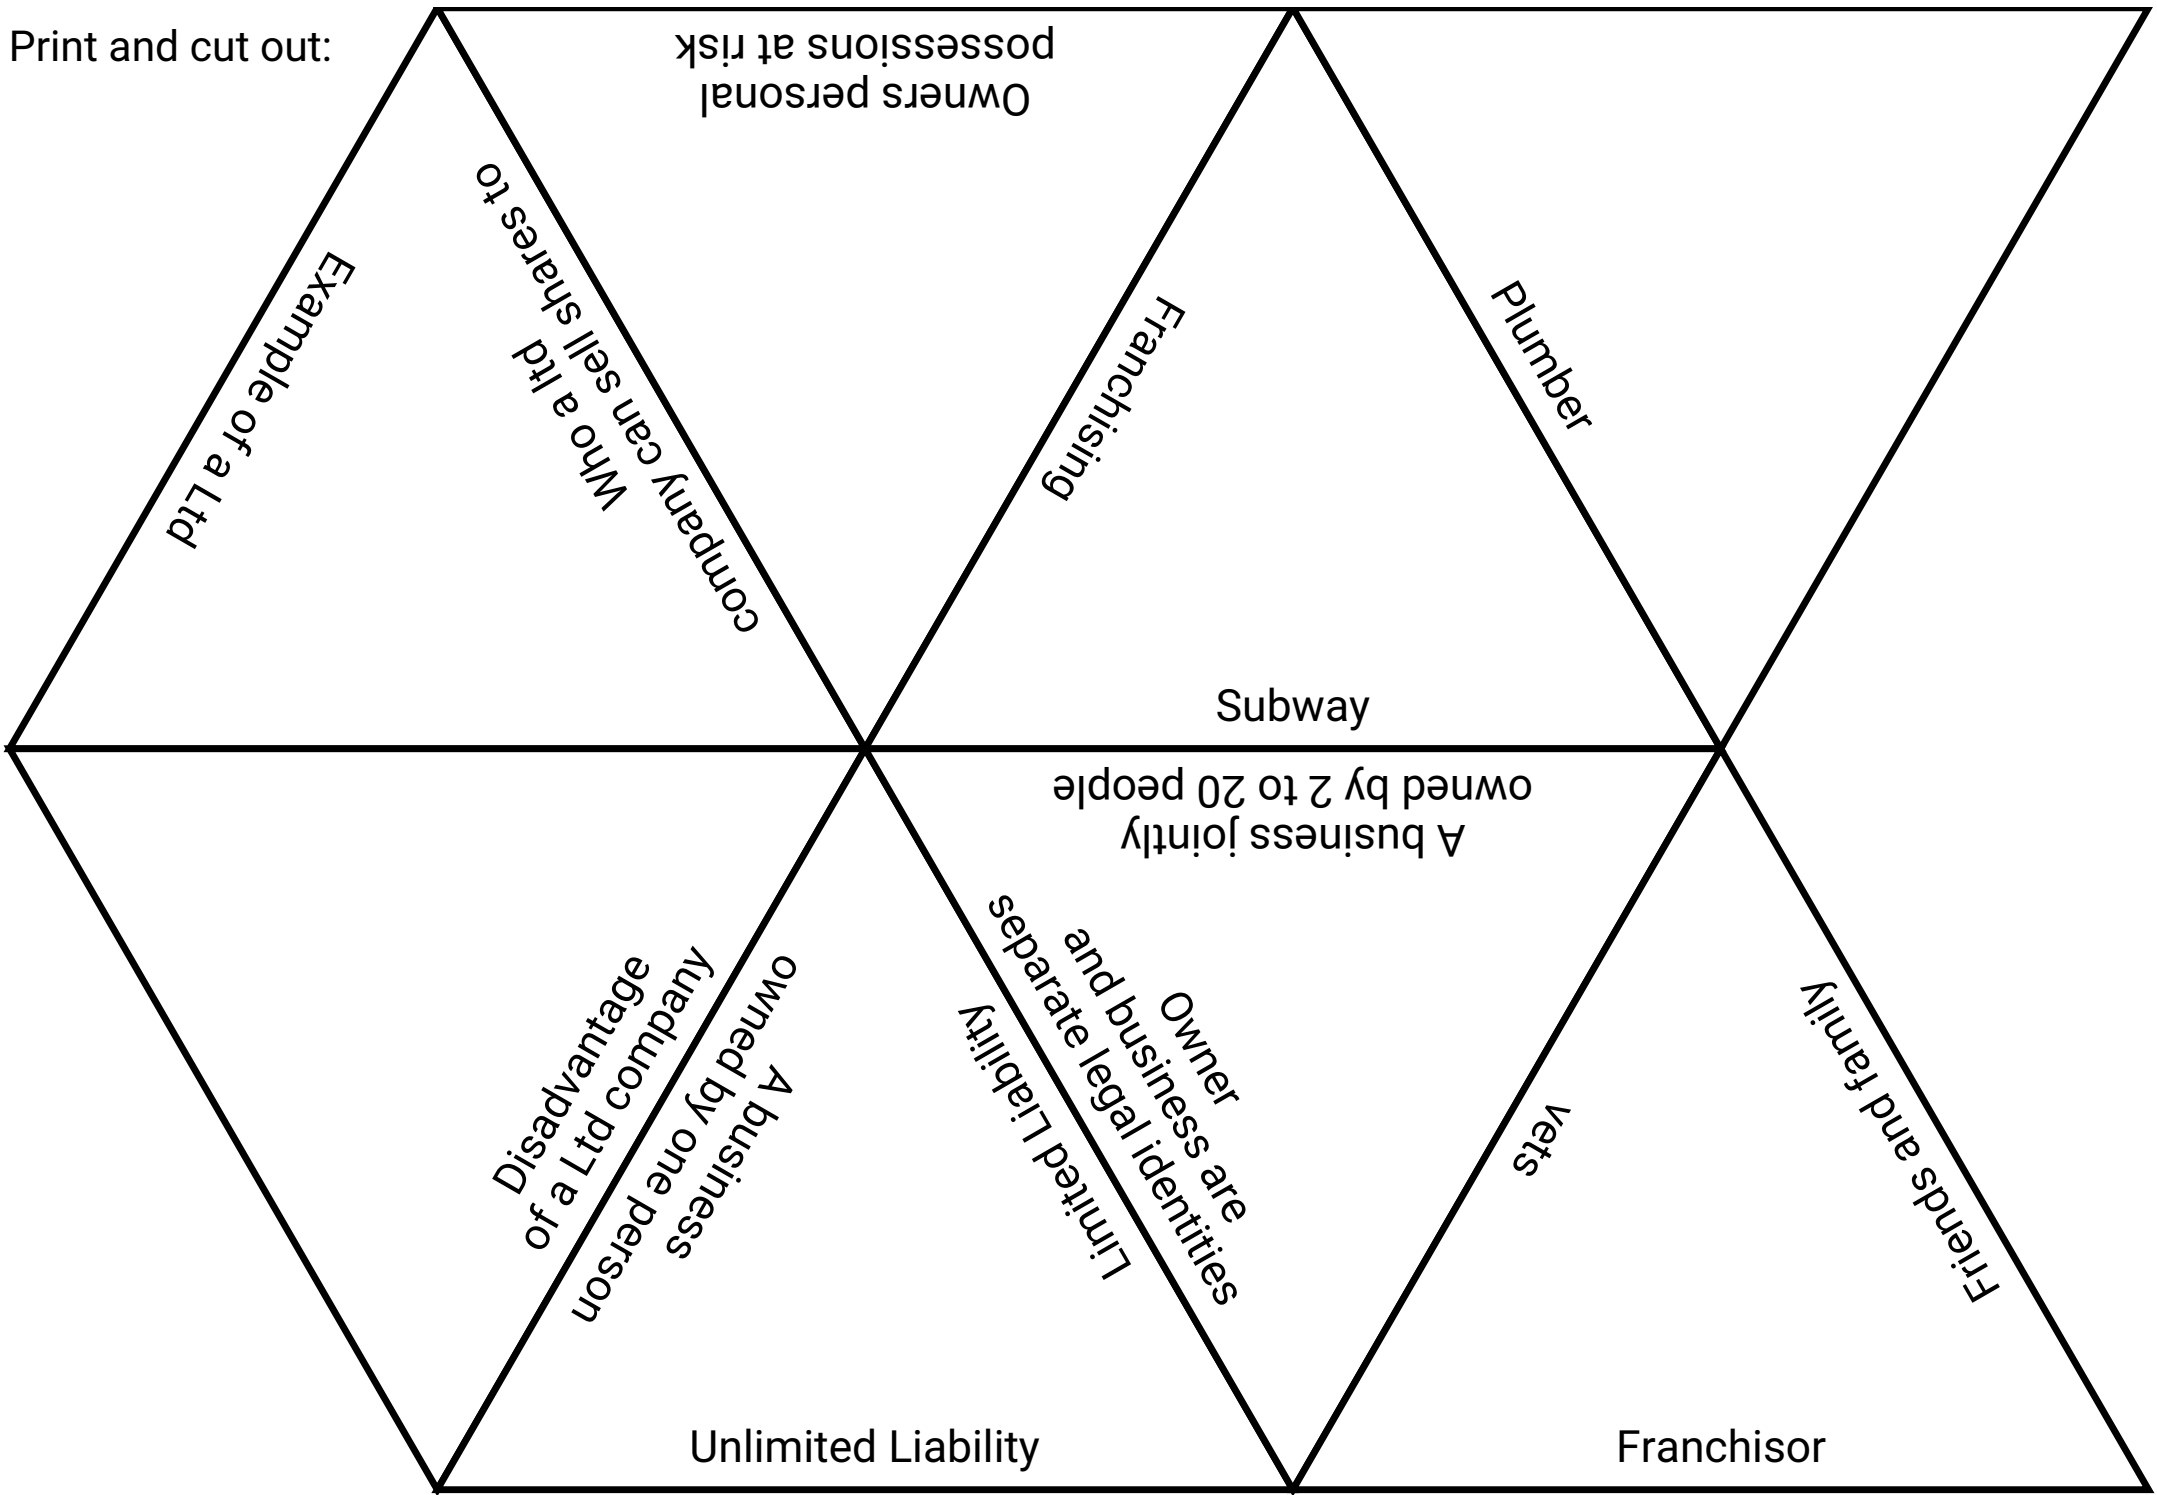 Print and cut out:
Owners personal
possessions at risk
Example of a Ltd
Who a ltd
company can sell shares to
Franchising
Plumber
Subway
A business jointly
owned by 2 to 20 people
Disadvantage
of a Ltd company
A business
owned by one person
Limited Liability
Owner
and business are
separate legal identities
vets
Friends and family
Unlimited Liability
Franchisor